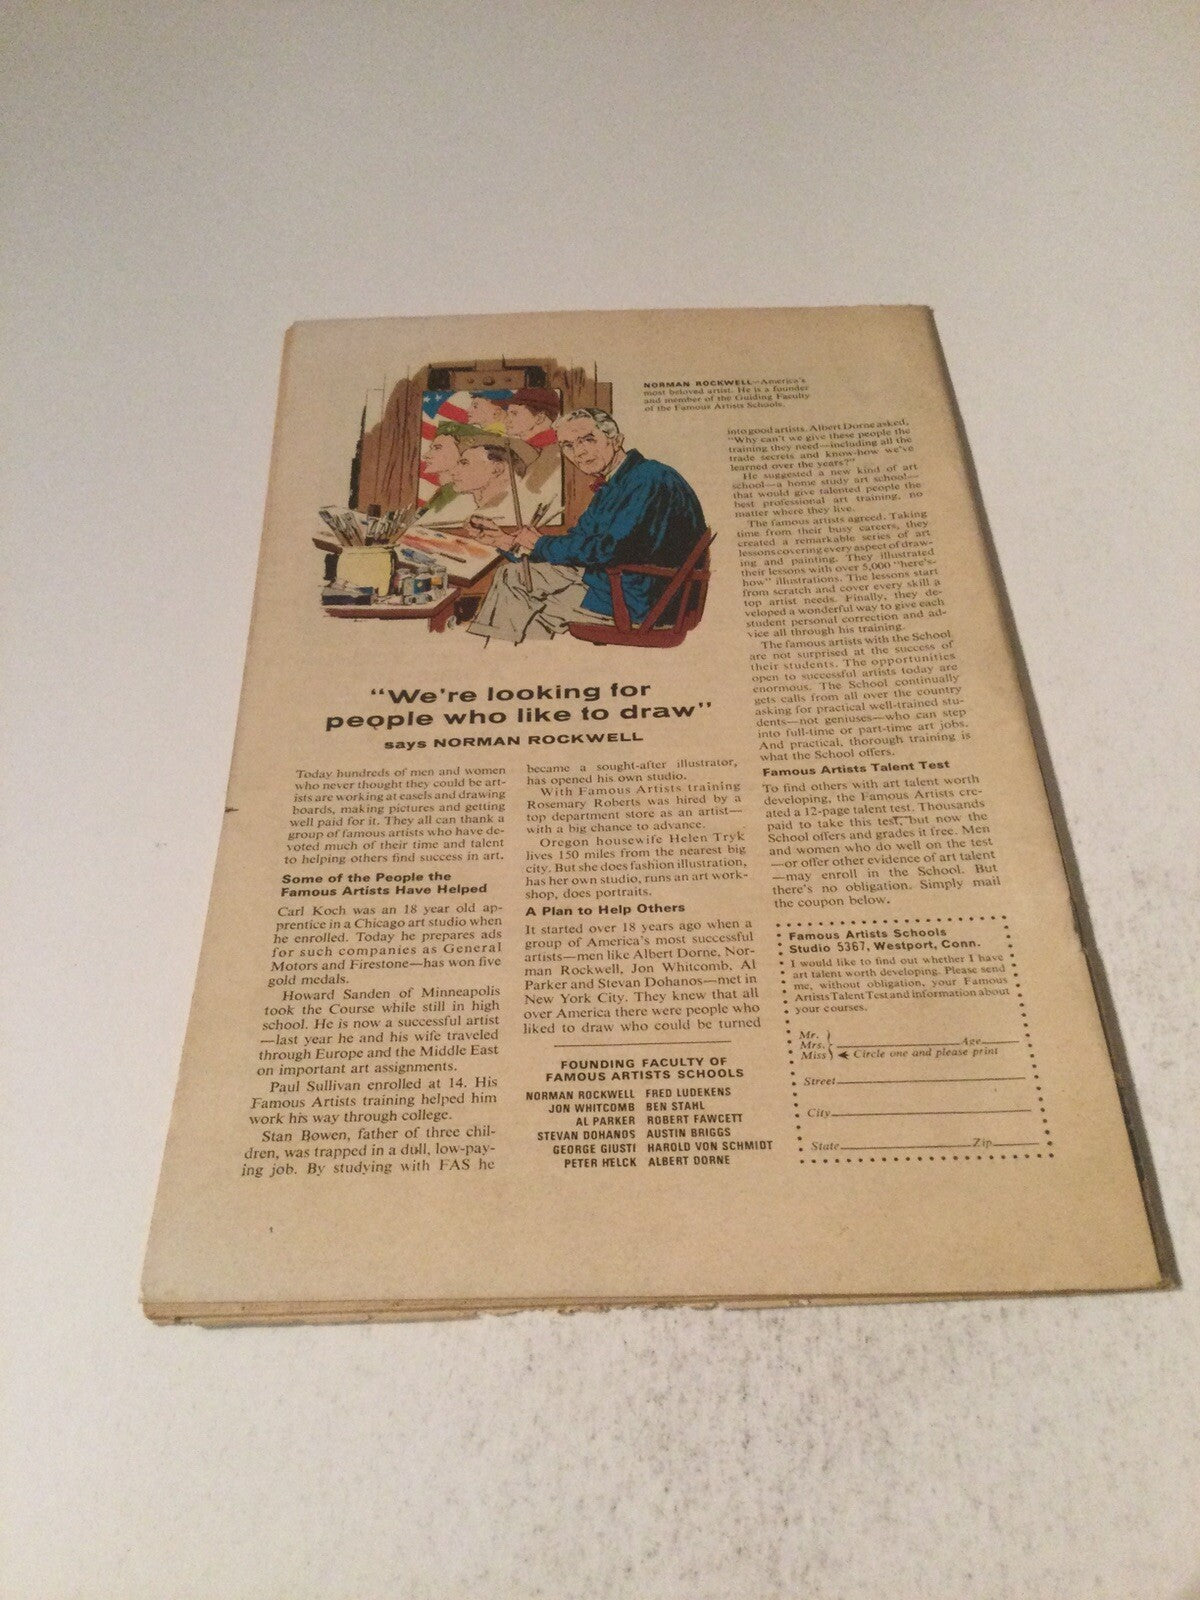 NORMAN ROCKWELL—America's
most beloved artist. He is a founder
and member of the Guiding Faculty
of the Famous Artists Schools.
"We're looking for
people who like to draw"
says NORMAN ROCKWELL
Today hundreds of men and women
who never thought they could be art-
ists are working at easels and drawing
boards, making pictures and getting
well paid for it. They all can thank a
group of famous artists who have de-
voted much of their time and talent
to helping others find success in art.
Some of the People the
Famous Artists Have Helped
Carl Koch was an 18 year old ap-
prentice in a Chicago art studio when
he enrolled. Today he prepares ads
for such companies as General
Motors and Firestone—has won five
gold medals.
Howard Sanden of Minneapolis
took the Course while still in high
school. He is now a successful artist
—last year he and his wife traveled
through Europe and the Middle East
on important art assignments.
Paul Sullivan enrolled at 14. His
Famous Artists training helped him
work his way through college.
Stan Bowen, father of three chil-
dren, was trapped in a dull, low-pay-
ing job. By studying with FAS he
became a sought-after illustrator,
has opened his own studio.
With Famous Artists training
Rosemary Roberts was hired by a
top department store as an artist—
with a big chance to advance.
Oregon housewife Helen Tryk
lives 150 miles from the nearest big
city. But she does fashion illustration,
has her own studio, runs an art work-
shop, does portraits.
A Plan to Help Others
It started over 18 years ago when a
group of America's most successful
artists—men like Albert Dorne, Nor-
man Rockwell, Jon Whitcomb, Al
Parker and Stevan Dohanos—met in
New York City. They knew that all
over America there were people who
liked to draw who could be turned
FOUNDING FACULTY OF
FAMOUS ARTISTS SCHOOLS
NORMAN ROCKWELL FRED LUDEKENS
JON WHITCOMB BEN STAHL
AL PARKER ROBERT FAWCETT
STEVAN DOHANOS AUSTIN BRIGGS
GEORGE GIUSTI HAROLD VON SCHMIDT
PETER HELCK ALBERT DORNE
into good artists. Albert Dorne asked,
"Why can't we give these people the
training they need—including all the
trade secrets and know-how we've
learned over the years?"
He suggested a new kind of art
school—a home study art school—
that would give talented people the
best professional art training, no
matter where they live.
The famous artists agreed. Taking
time from their busy careers, they
created a remarkable series of art
lessons covering every aspect of draw-
ing and painting. They illustrated
their lessons with over 5,000 "here's-
how" illustrations. The lessons start
from scratch and cover every skill a
top artist needs. Finally, they de-
veloped a wonderful way to give each
student personal correction and ad-
vice all through his training.
The famous artists with the School
are not surprised at the success of
their students. The opportunities
open to successful artists today are
enormous. The School continually
gets calls from all over the country
asking for practical well-trained stu-
dents—not geniuses—who can step
into full-time or part-time art jobs.
And practical, thorough training is
what the School offers.
Famous Artists Talent Test
To find others with art talent worth
developing, the Famous Artists cre-
ated a 12-page talent test. Thousands
paid to take this test, but now the
School offers and grades it free. Men
and women who do well on the test
—or offer other evidence of art talent
—may enroll in the School. But
there's no obligation. Simply mail
the coupon below.
Famous Artists Schools
Studio 5367, Westport, Conn.
I would like to find out whether I have
art talent worth developing. Please send
me, without obligation, your Famous
Artists Talent Test and information about
your courses.
Mr.
Mrs. Age
Miss Circle one and please print
Street
City
State Zip